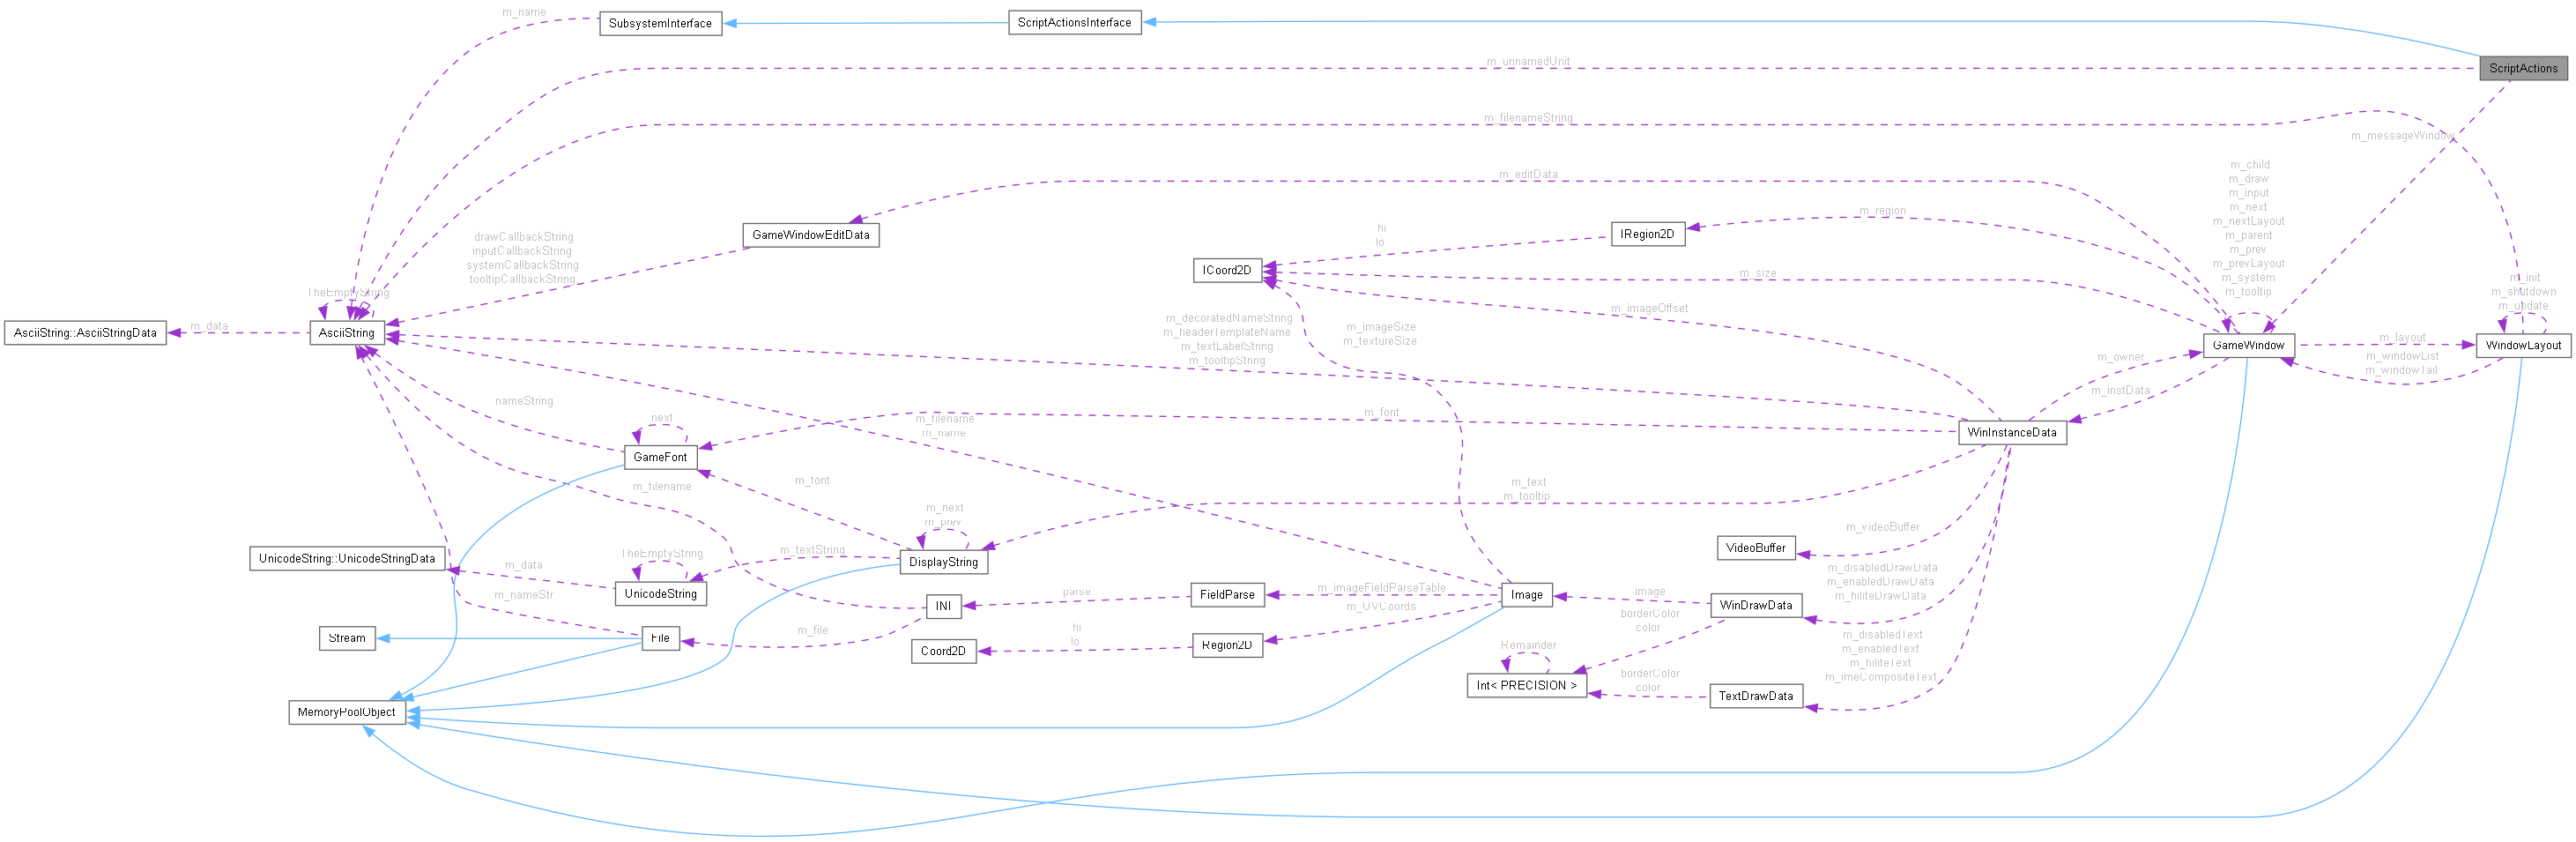 m_name
SubsystemInterface
ScriptActionsInterface
m_unnamedUnit
ScriptActions
m_filenameString
m_messageWindow
m_editData
m_child
m_draw
m_input
m_next
m_nextLayout
m_parent
m_prev
m_prevLayout
m_system
m_tooltip
GameWindowEditData
drawCallbackString
inputCallbackString
systemCallbackString
tooltipCallbackString
m_region
hi
lo
IRegion2D
ICoord2D
m_size
m_init
m_shutdown
m_update
TheEmptyString
AsciiString::AsciiStringData
m_data
AsciiString
m_decoratedNameString
m_headerTemplateName
m_textLabelString
m_tooltipString
m_imageSize
m_textureSize
m_imageOffset
m_owner
GameWindow
m_layout
m_windowList
m_windowTail
WindowLayout
m_instData
nameString
next
GameFont
m_filename
m_name
m_font
WinInstanceData
m_filename
m_font
m_next
m_prev
m_text
m_tooltip
m_videoBuffer
VideoBuffer
UnicodeString::UnicodeStringData
m_data
TheEmptyString
UnicodeString
m_textString
DisplayString
m_disabledDrawData
m_enabledDrawData
m_hiliteDrawData
m_nameStr
INI
parse
FieldParse
m_imageFieldParseTable
m_UVCoords
Image
image
WinDrawData
borderColor
color
Stream
File
m_file
Coord2D
hi
lo
Region2D
Remainder
Int< PRECISION >
borderColor
color
TextDrawData
m_disabledText
m_enabledText
m_hiliteText
m_imeCompositeText
MemoryPoolObject